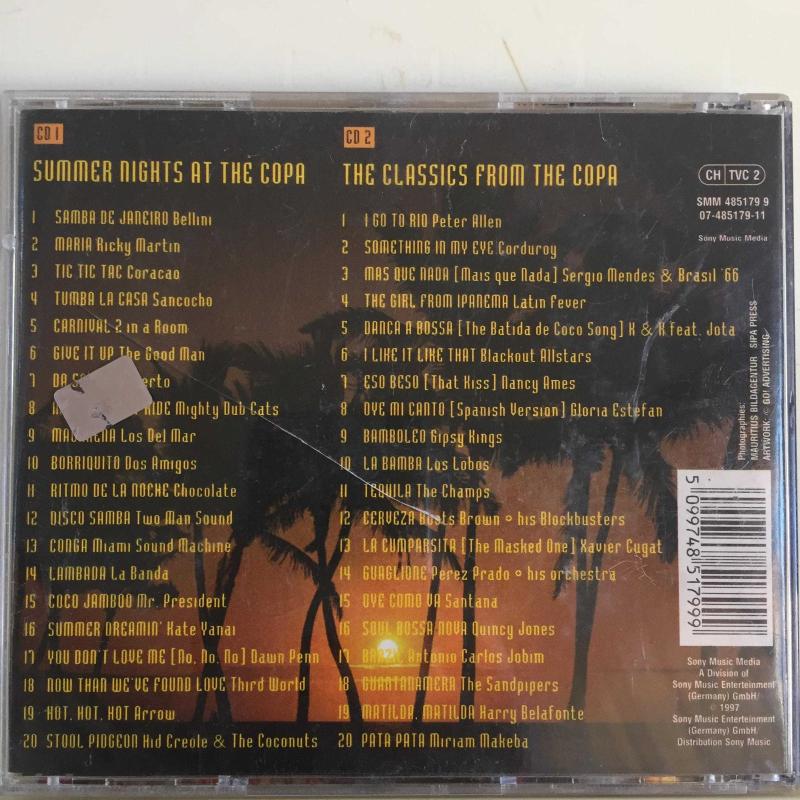 CD 1
SUMMER NIGHTS AT THE COPA
1 SAMBA DE JANEIRO Bellini
2 MARIA Ricky Martin
3 TIC TIC TAC Coracao
4 TUMBA LA CASA Sancocho
5 CARNIVAL 2 in a Room
6 GIVE IT UP The Good Man
7
8 RIDE Mighty Dub Cats
9 Los Del Mar
10 BORRIQUITO Dos Amigos
11 RITMO DE LA NOCHE Chocolate
12 DISCO SAMBA Two Man Sound
13 CONGA Miami Sound Machine
14 LAMBADA La Banda
15 COCO JAMBOO Mr. President
16 SUMMER DREAMIN' Kate Yanai
17 YOU DON'T LOVE ME [No, No, No] Dawn Penn
18 NOW THAN WE'VE FOUND LOVE Third World
19 HOT, HOT, HOT Arrow
20 STOOL PIDGEON Kid Creole & The Coconuts
CD 2
THE CLASSICS FROM THE COPA
1 I GO TO RIO Peter Allen
2 SOMETHING IN MY EYE Corduroy
3 MAS QUE NADA [Mais que Nada] Sergio Mendes & Brasil '66
4 THE GIRL FROM IPANEMA Latin Fever
5 DANCA A BOSSA [The Batida de Coco Song] K & K feat. Jota
6 I LIKE IT LIKE THAT Blackout Allstars
7 ESO BESO [That Kiss] Nancy Ames
8 OYE MI CANTO [Spanish Version] Gloria Estefan
9 BAMBOLEO Gipsy Kings
10 LA BAMBA Los Lobos
11 TEQUILA The Champs
12 CERVEZA Boots Brown & his Blockbusters
13 LA CUMPARSITA [The Masked One] Xavier Cugat
14 GUAGLIONE Perez Prado & his orchestra
15 OYE COMO VA Santana
16 SOUL BOSSA NOVA Quincy Jones
17 BRAZIL Antonio Carlos Jobim
18 GUANTANAMERA The Sandpipers
19 MATILDA, MATILDA Harry Belafonte
20 PATA PATA Miriam Makeba
CH TVC 2
SMM 485179 9
07-485179-11
Sony Music Media
Photographies:
MAURITIUS BILDAGENTUR SIPA PRESS
ARTWORK: © GO! ADVERTISING
5 099748 517999
Sony Music Media
A Division of
Sony Music Entertainment
(Germany) GmbH/
© 1997
Sony Music Entertainment
(Germany) GmbH/
Distribution Sony Music